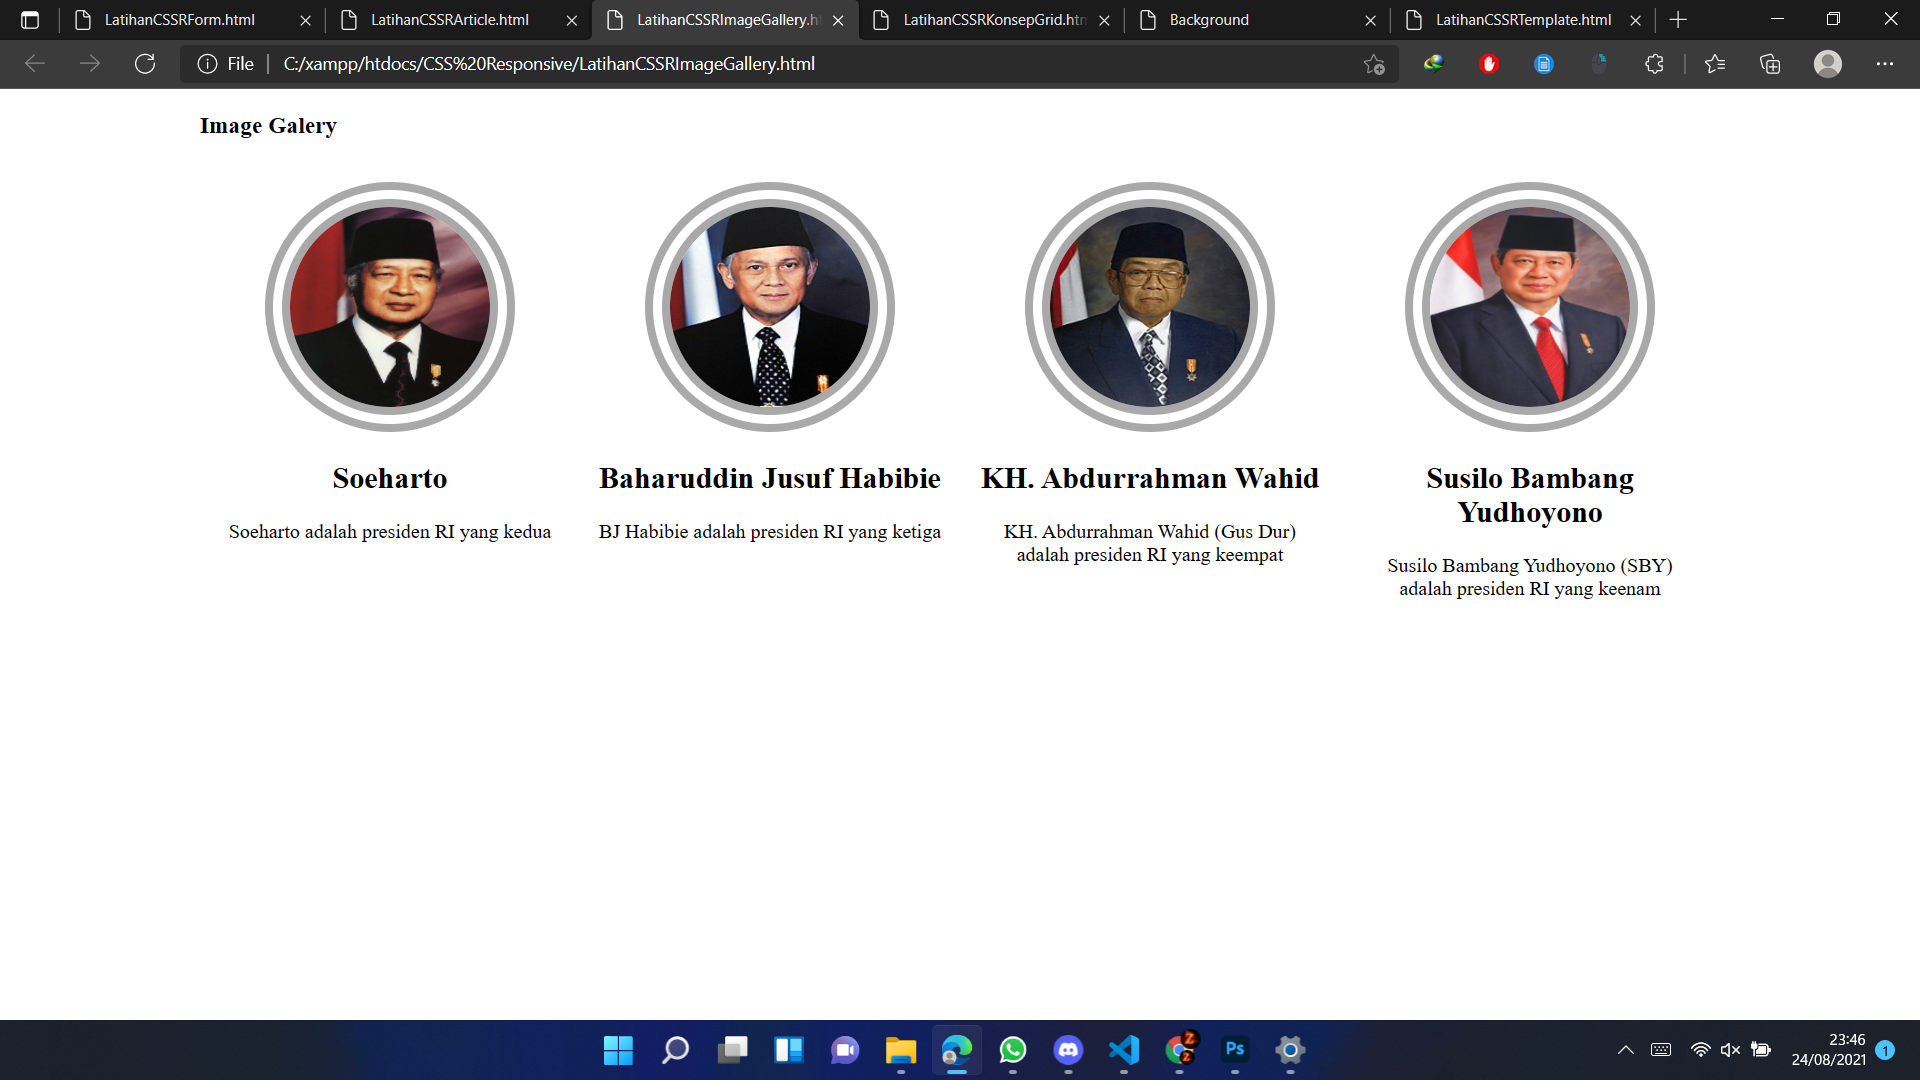 LatihanCSSRForm.html
LatihanCSSRArticle.html
LatihanCSSRImageGallery.h
LatihanCSSRKonsepGrid.htm
Background
LatihanCSSRTemplate.html
File
C:/xampp/htdocs/CSS%20Responsive/LatihanCSSRImageGallery.html
Image Galery
Soeharto
Soeharto adalah presiden RI yang kedua
Baharuddin Jusuf Habibie
BJ Habibie adalah presiden RI yang ketiga
KH. Abdurrahman Wahid
KH. Abdurrahman Wahid (Gus Dur)
adalah presiden RI yang keempat
Susilo Bambang
Yudhoyono
Susilo Bambang Yudhoyono (SBY)
adalah presiden RI yang keenam
Ps
23:46
24/08/2021
1